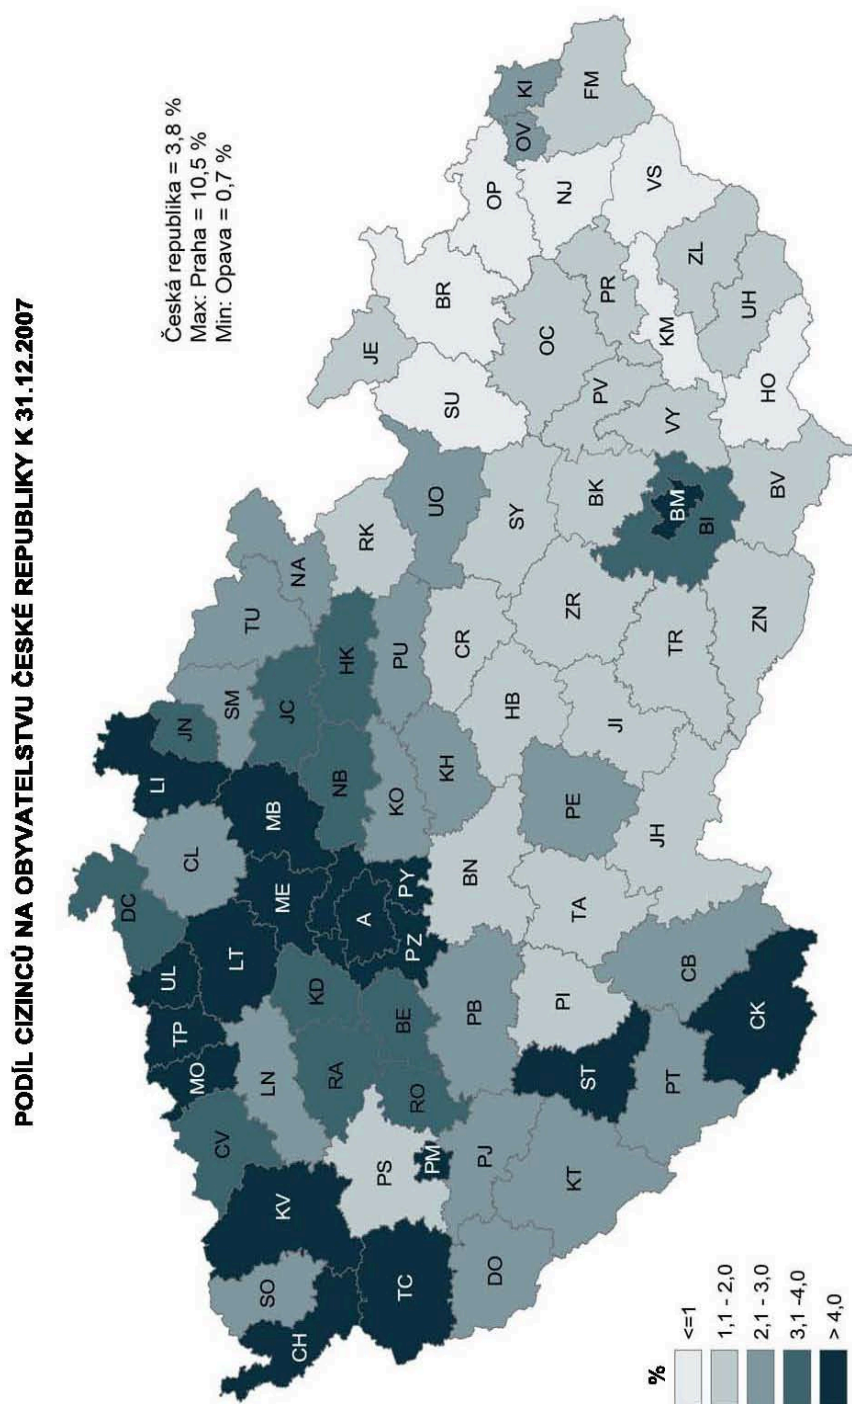 PODÍL CIZINCŮ NA OBYVATELSTVU ČESKÉ REPUBLIKY K 31.12.2007
Česká republika = 3,8 %
Max: Praha = 10,5 %
Min: Opava = 0,7 %
DC
LI
JN
TP
UL
CL
SM
TU
MO
LT
MB
JC
NA
CV
LN
ME
NB
HK
RK
JE
SO
KV
KD
A
KO
PU
UO
SU
BR
CH
RA
BE
PZ
PY
KH
CR
SY
OP
OV
KI
TC
PS
RO
PM
PB
BN
HB
OC
NJ
FM
DO
PJ
PI
TA
PE
ZR
BK
PV
PR
VS
KT
ST
JI
TR
BM
BI
VY
KM
ZL
PT
CB
JH
ZN
BV
HO
UH
CK
%
<=1
1,1 - 2,0
2,1 - 3,0
3,1 -4,0
> 4,0